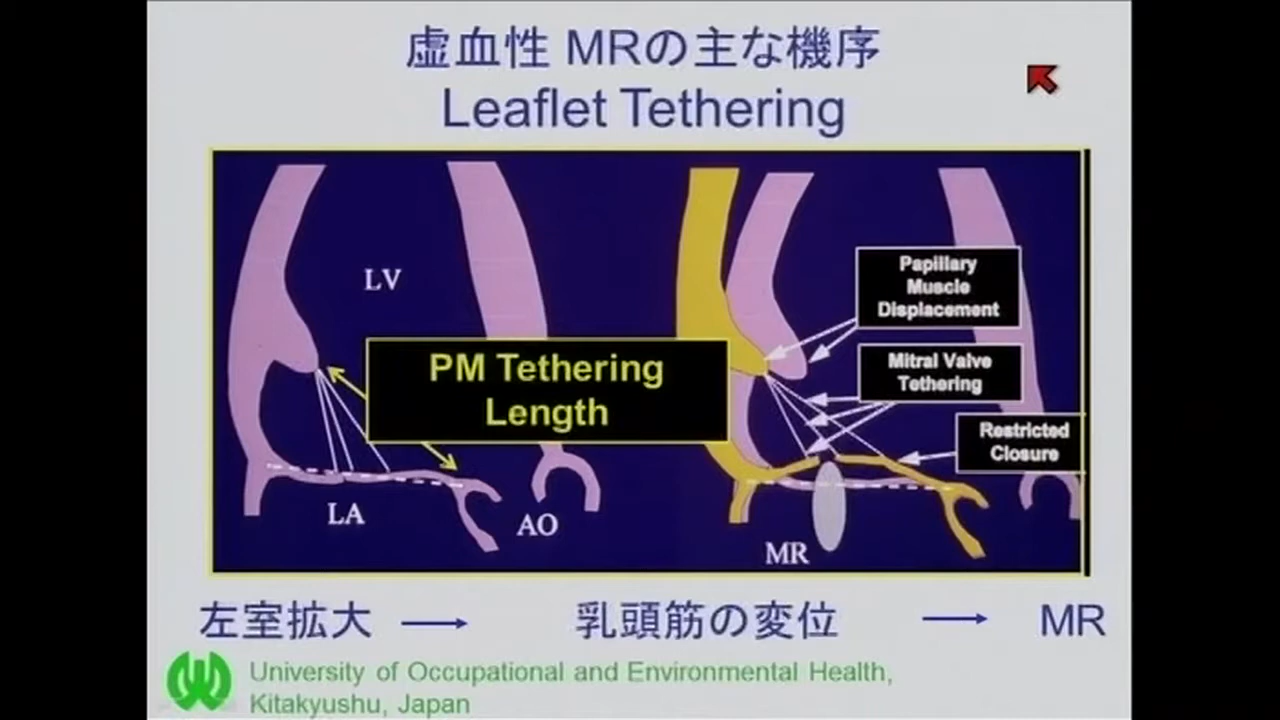 虚血性 MRの主な機序
Leaflet Tethering
LV
PM Tethering
Length
LA
AO
Papillary
Muscle
Displacement
Mitral Valve
Tethering
Restricted
Closure
MR
左室拡大 → 乳頭筋の変位 → MR
University of Occupational and Environmental Health,
Kitakyushu, Japan